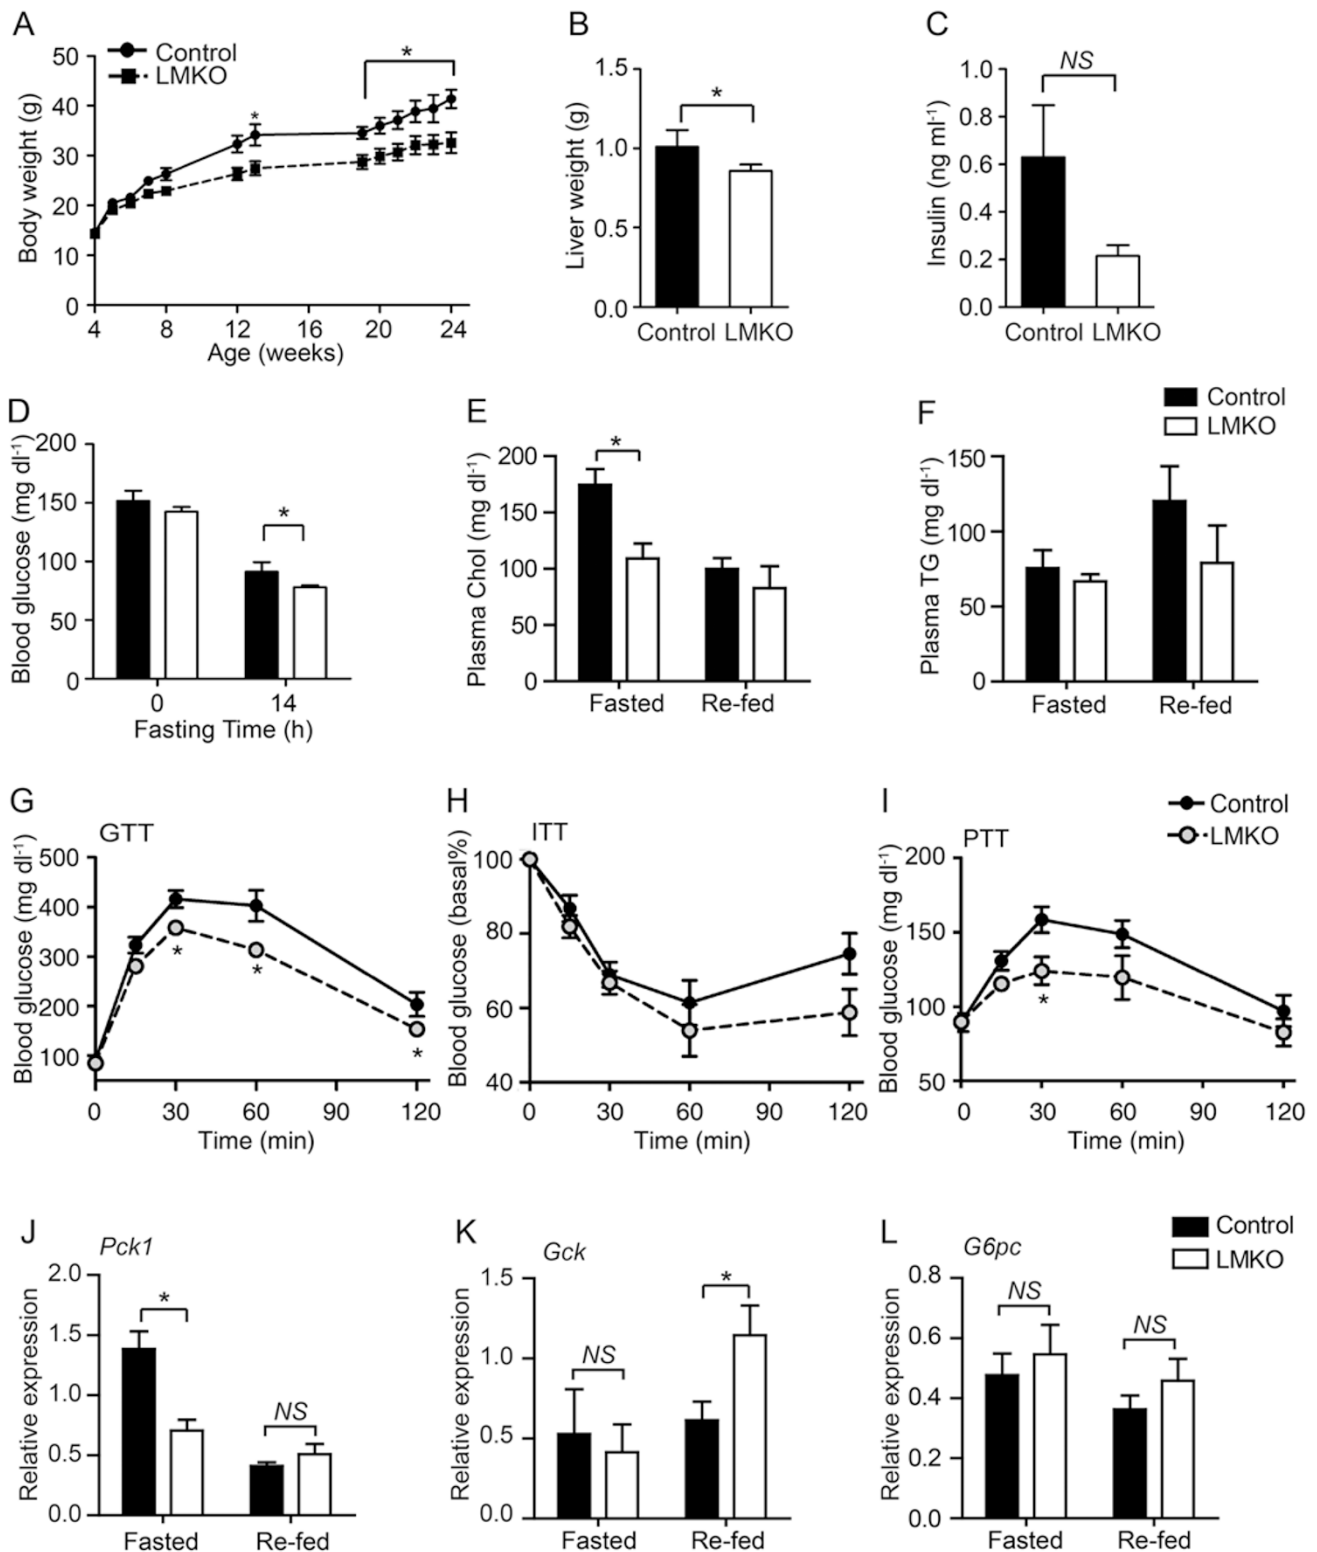 A
Control
LMKO
*
*
Body weight (g)
50
40
30
20
10
0
4 8 12 16 20 24
Age (weeks)
B
*
Liver weight (g)
1.5
1.0
0.5
0.0
Control LMKO
C
NS
Insulin (ng ml-1)
1.0
0.8
0.6
0.4
0.2
0.0
Control LMKO
D
*
Blood glucose (mg dl-1)
200
150
100
50
0
0 14
Fasting Time (h)
E
*
Plasma Chol (mg dl-1)
200
150
100
50
0
Fasted Re-fed
F
Control
LMKO
Plasma TG (mg dl-1)
150
100
50
0
Fasted Re-fed
G
GTT
Blood glucose (mg dl-1)
500
400
300
200
100
*
*
*
0 30 60 90 120
Time (min)
H
ITT
Blood glucose (basal%)
100
80
60
40
0 30 60 90 120
Time (min)
I
Control
LMKO
PTT
Blood glucose (mg dl-1)
200
150
100
50
*
0 30 60 90 120
Time (min)
J
Pck1
Relative expression
2.0
1.5
1.0
0.5
0.0
*
NS
Fasted Re-fed
K
Gck
Relative expression
1.5
1.0
0.5
0.0
NS
*
Fasted Re-fed
L
Control
LMKO
G6pc
Relative expression
0.8
0.6
0.4
0.2
0.0
NS
NS
Fasted Re-fed